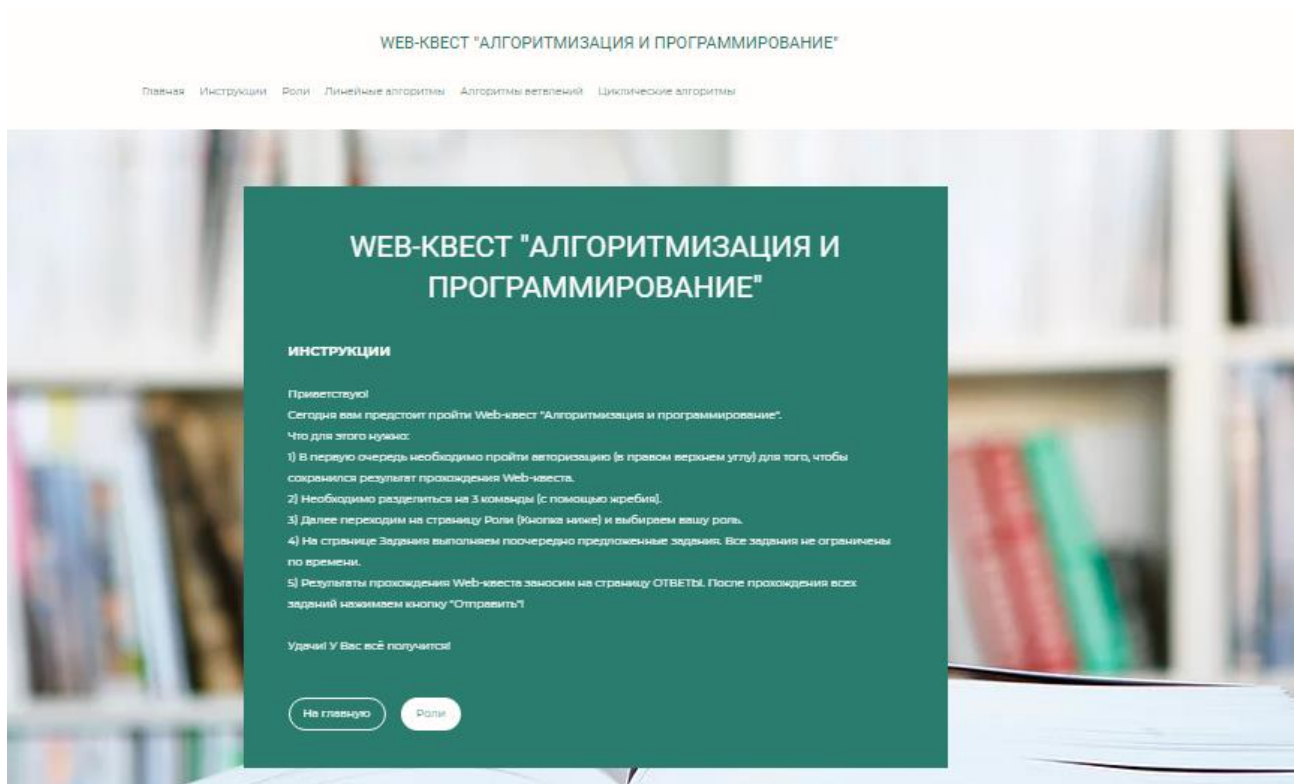 WEB-КВЕСТ "АЛГОРИТМИЗАЦИЯ И ПРОГРАММИРОВАНИЕ"
Главная Инструкции Роли Линейные алгоритмы Алгоритмы ветвлений Циклические алгоритмы
WEB-КВЕСТ "АЛГОРИТМИЗАЦИЯ И
ПРОГРАММИРОВАНИЕ"
ИНСТРУКЦИИ
Приветствую!
Сегодня вам предстоит пройти Web-квест "Алгоритмизация и программирование".
Что для этого нужно:
1) В первую очередь необходимо пройти авторизацию (в правом верхнем углу) для того, чтобы
сохранился результат прохождения Web-квеста.
2) Необходимо разделиться на 3 команды (с помощью жребия).
3) Далее переходим на страницу Роли (Кнопка ниже) и выбираем вашу роль.
4) На странице Задания выполняем поочередно предложенные задания. Все задания не ограничены
по времени.
5) Результаты прохождения Web-квеста заносим на страницу ОТВЕТЫ. После прохождения всех
заданий нажимаем кнопку "Отправить"!
Удачи! У Вас всё получится!
На главную Роли